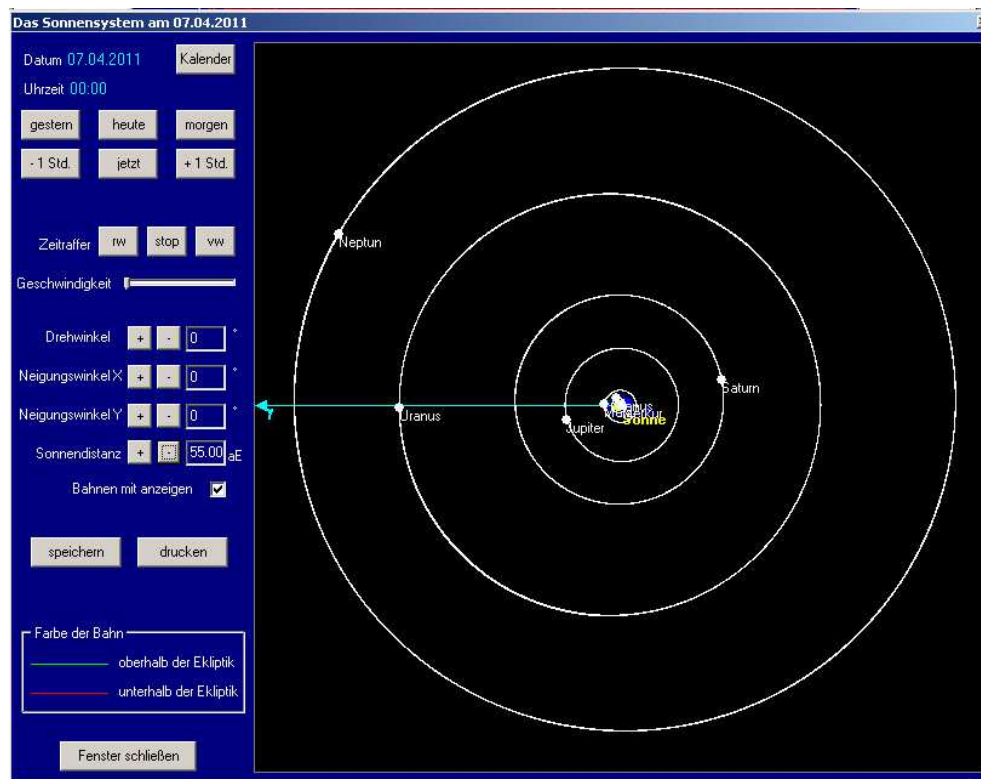 Das Sonnensystem am 07.04.2011
Datum 07.04.2011 Kalender
Uhrzeit 00:00
gestern heute morgen
- 1 Std. jetzt + 1 Std.
Zeitraffer rw stop vw
Geschwindigkeit
Drehwinkel + - 0 °
Neigungswinkel X + - 0 °
Neigungswinkel Y + - 0 °
Sonnendistanz + - 55.00 aE
Bahnen mit anzeigen
speichern drucken
Farbe der Bahn
oberhalb der Ekliptik
unterhalb der Ekliptik
Fenster schließen
Neptun
Saturn
Uranus
Jupiter
Sonne